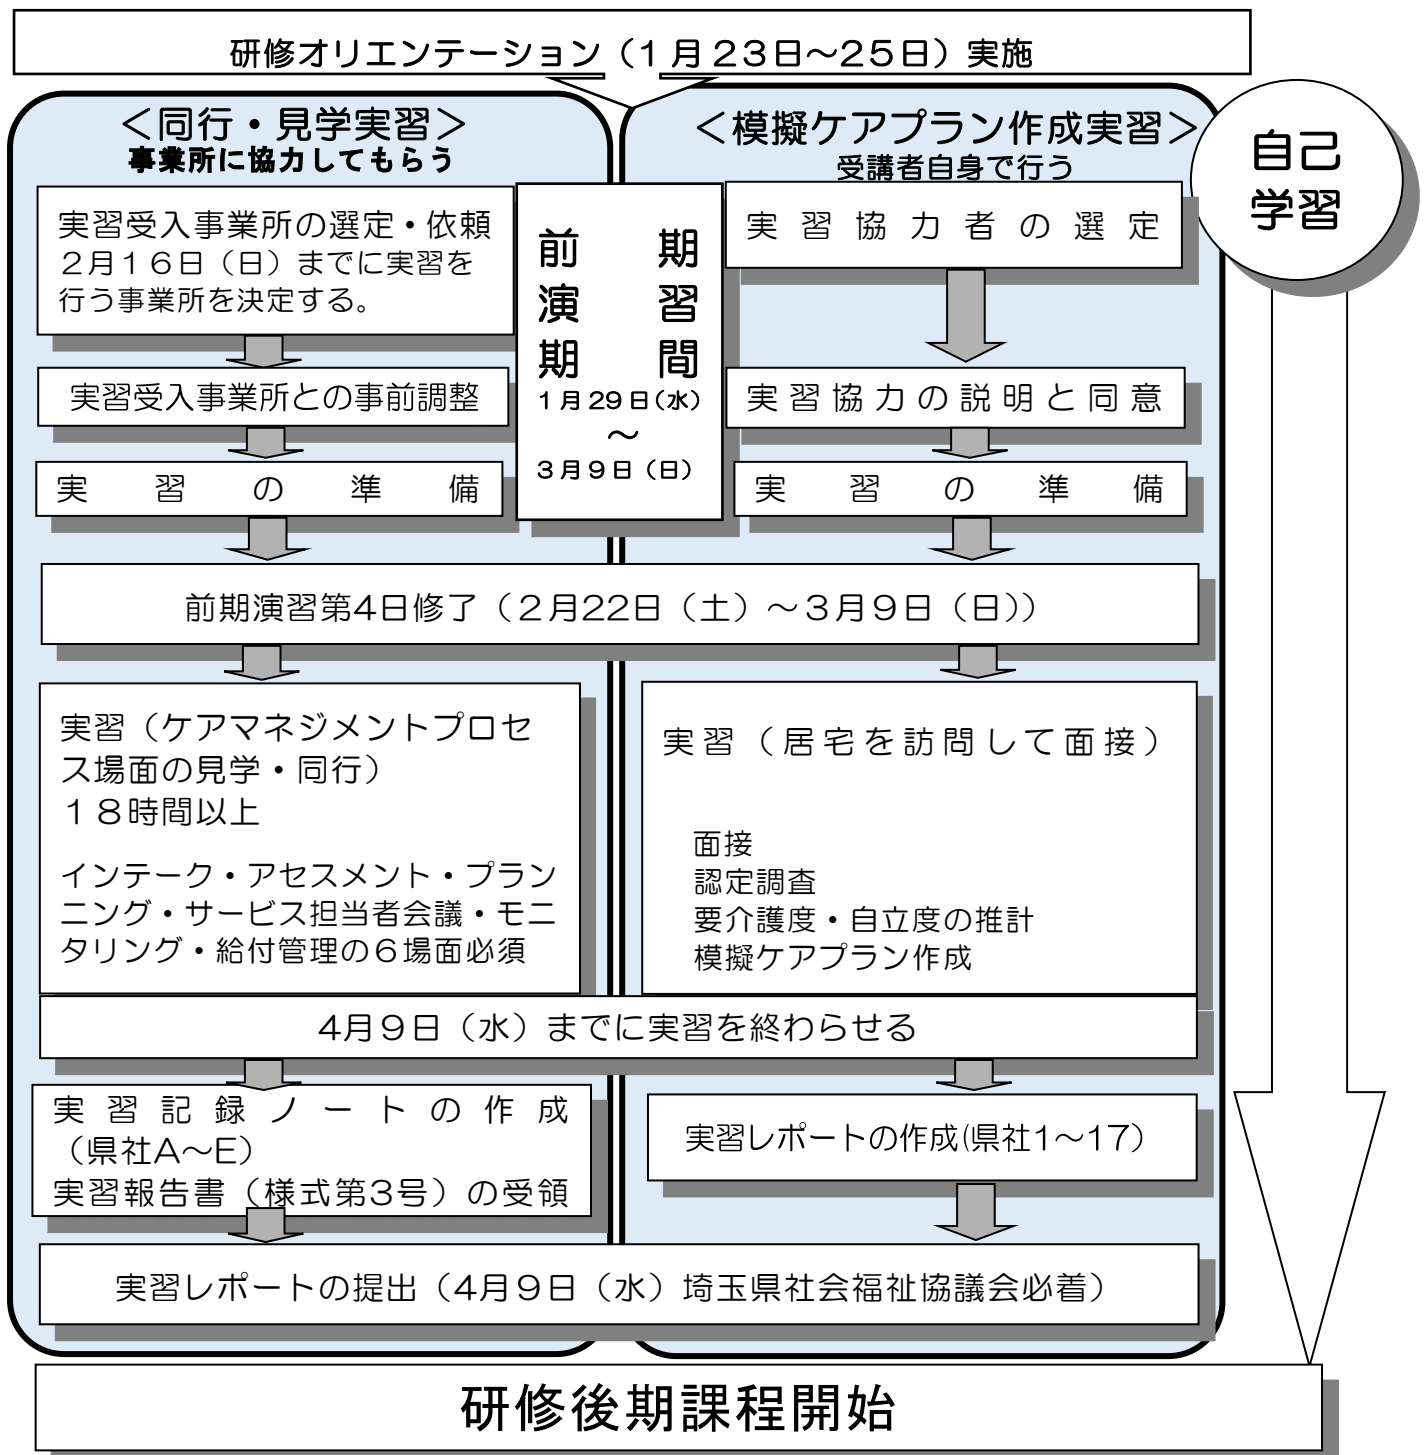 研修オリエンテーション（1月23日～25日）実施
＜同行・見学実習＞
事業所に協力してもらう
実習受入事業所の選定・依頼
２月１６日（日）までに実習を
行う事業所を決定する。
実習受入事業所との事前調整
実習の準備
前期
演習
期間
1月29日（水）
～
3月9日（日）
＜模擬ケアプラン作成実習＞
受講者自身で行う
実習協力者の選定
実習協力の説明と同意
実習の準備
自己
学習
前期演習第4日修了（２月22日（土）～３月９日（日））
実習（ケアマネジメントプロセ
ス場面の見学・同行）
１８時間以上
インテーク・アセスメント・プラン
ニング・サービス担当者会議・モニ
タリング・給付管理の６場面必須
実習（居宅を訪問して面接）
面接
認定調査
要介護度・自立度の推計
模擬ケアプラン作成
4月９日（水）までに実習を終わらせる
実習記録ノートの作成
（県社A～E）
実習報告書（様式第3号）の受領
実習レポートの作成(県社1～17）
実習レポートの提出（4月９日（水）埼玉県社会福祉協議会必着）
研修後期課程開始